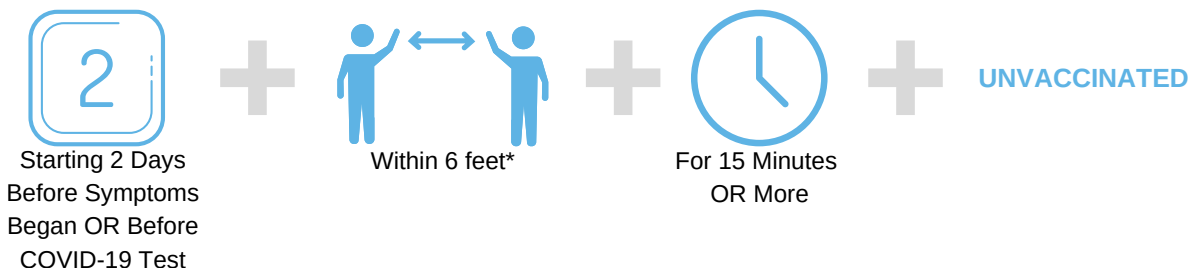 2
UNVACCINATED
Starting 2 Days
Before Symptoms
Began OR Before
COVID-19 Test
Within 6 feet*
For 15 Minutes
OR More